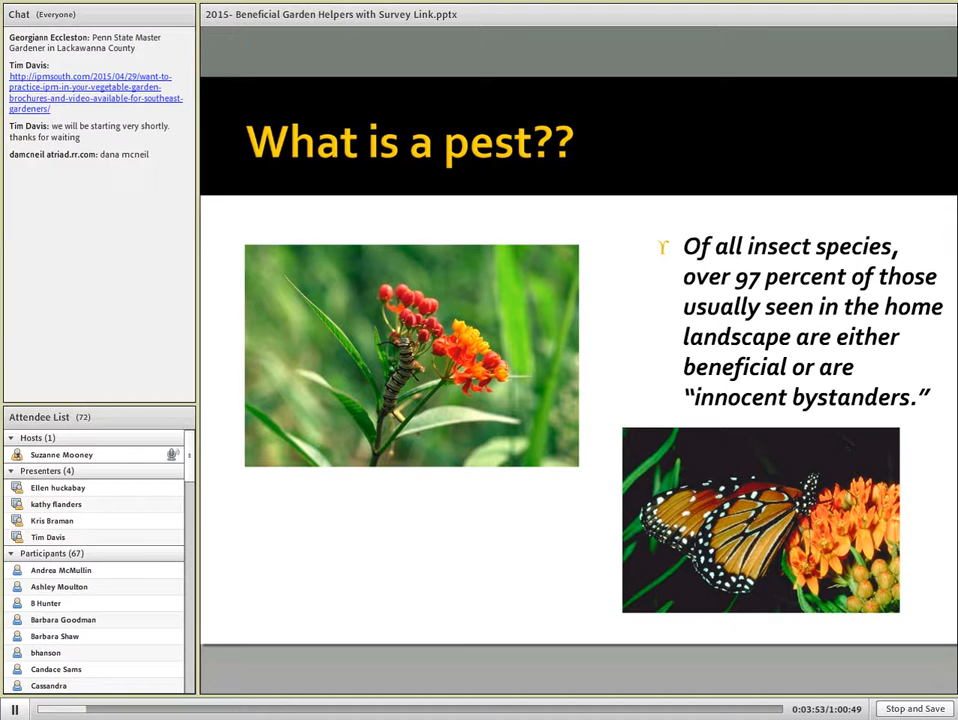 Chat (Everyone)
Georgiann Eccleston: Penn State Master
Gardener in Lackawanna County
Tim Davis:
http://ipmsouth.com/2015/04/29/want-to-
practice-ipm-in-your-vegetable-garden-
brochures-and-video-available-for-southeast-
gardeners/
Tim Davis: we will be starting very shortly.
thanks for waiting
damcneil atriad.rr.com: dana mcneil
Attendee List (72)
Hosts (1)
Suzanne Mooney
Presenters (4)
Ellen huckabay
kathy flanders
Kris Braman
Tim Davis
Participants (67)
Andrea McMullin
Ashley Moulton
B Hunter
Barbara Goodman
Barbara Shaw
bhanson
Candace Sams
Cassandra
2015- Beneficial Garden Helpers with Survey Link.pptx
What is a pest??
Of all insect species,
over 97 percent of those
usually seen in the home
landscape are either
beneficial or are
“innocent bystanders.”
0:03:53/1:00:49
Stop and Save